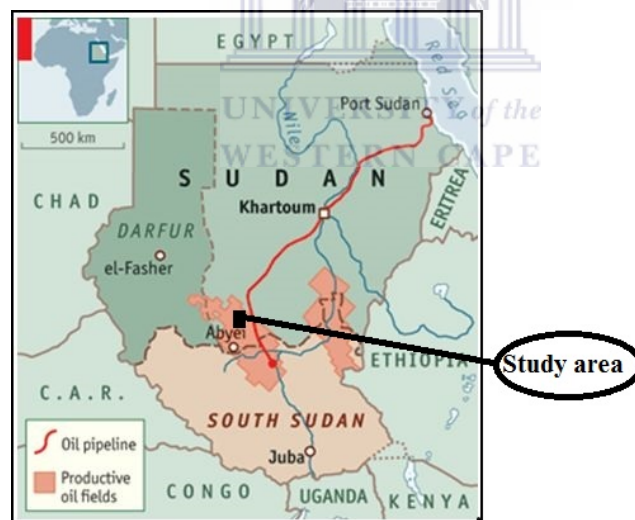 EGYPT
Red Sea
UNIVERSITY of the
WESTERN CAPE
Port Sudan
Nile
500 km
SUDAN
CHAD
Khartoum
ERITREA
DARFUR
el-Fasher
Abyei
ETHIOPIA
Study area
C.A.R.
SOUTH SUDAN
Oil pipeline
Juba
Productive
oil fields
CONGO
UGANDA
KENYA